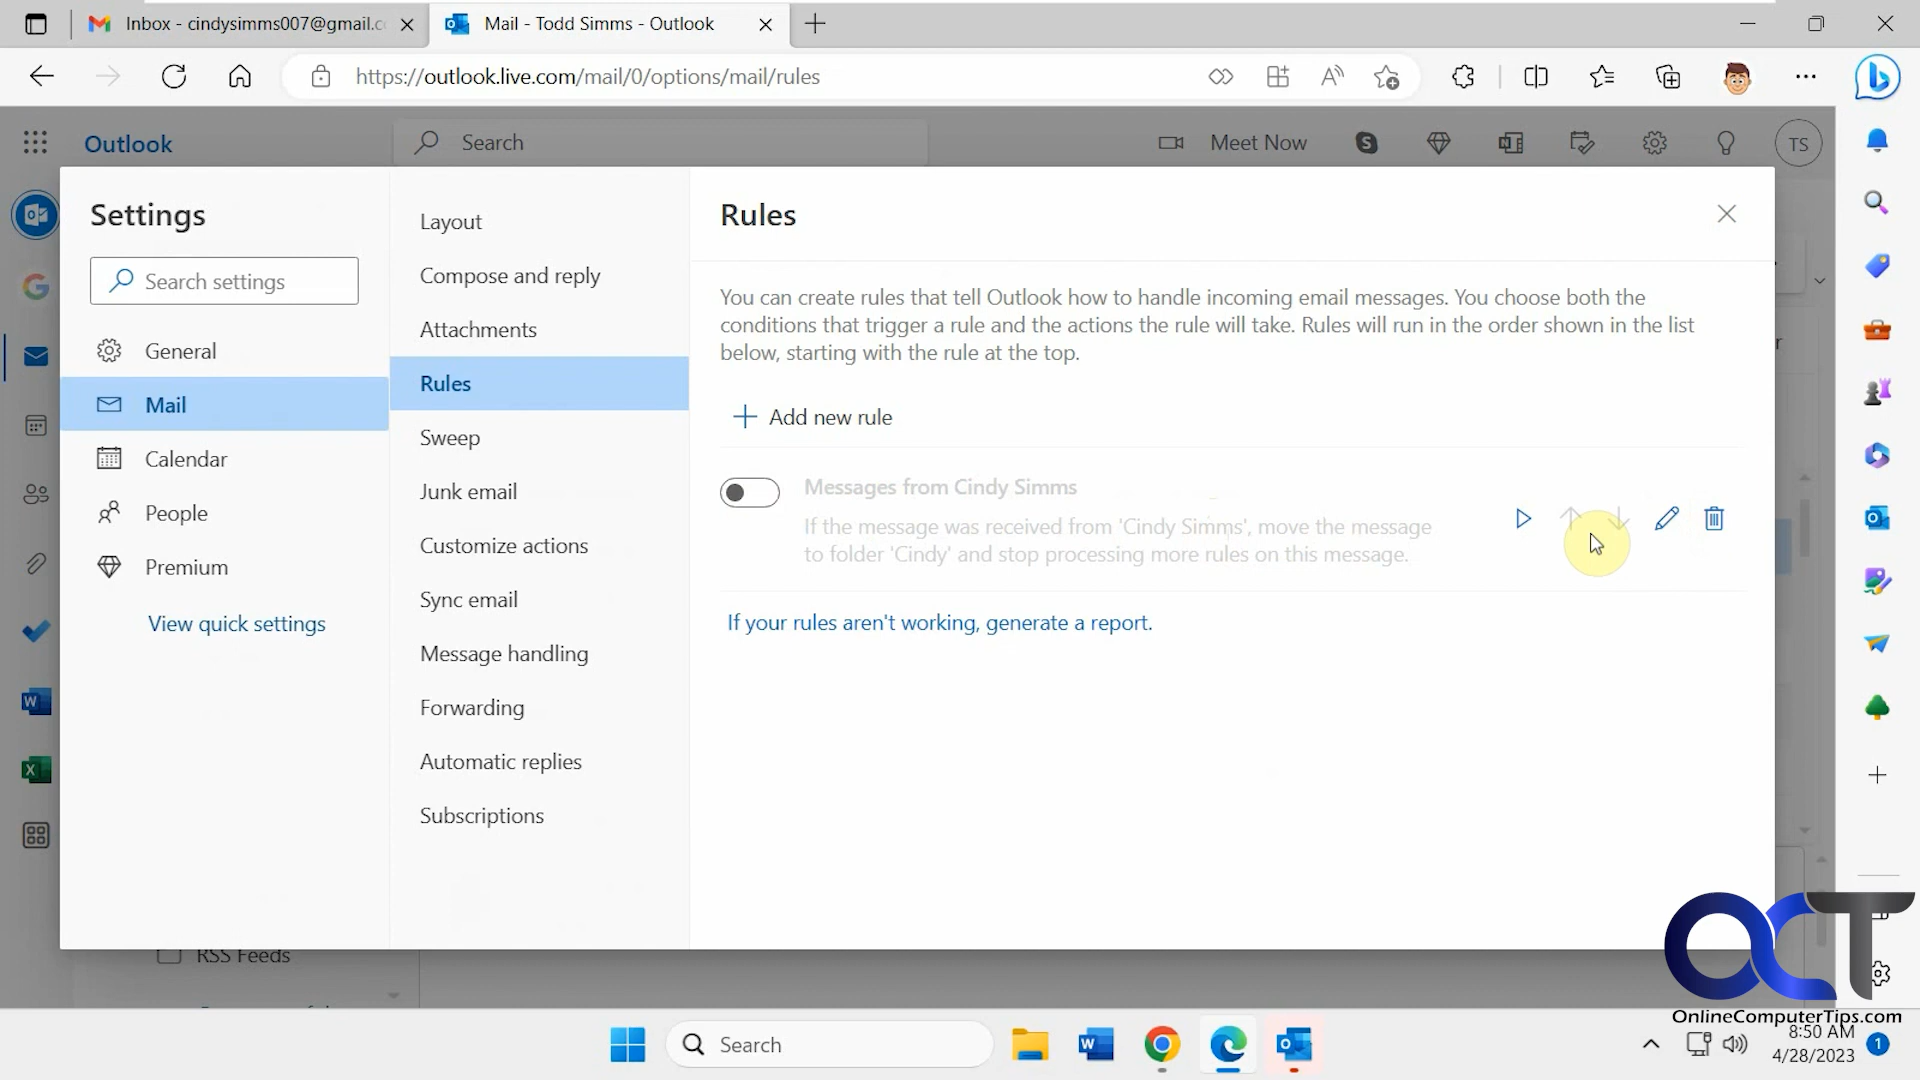 Inbox - cindysimms007@gmail.c
Mail - Todd Simms - Outlook
https://outlook.live.com/mail/0/options/mail/rules
Outlook
Search
Meet Now
TS
Settings
Search settings
General
Mail
Calendar
People
Premium
View quick settings
Layout
Compose and reply
Attachments
Rules
Sweep
Junk email
Customize actions
Sync email
Message handling
Forwarding
Automatic replies
Subscriptions
Rules
You can create rules that tell Outlook how to handle incoming email messages. You choose both the
conditions that trigger a rule and the actions the rule will take. Rules will run in the order shown in the list
below, starting with the rule at the top.
Add new rule
Messages from Cindy Simms
If the message was received from 'Cindy Simms', move the message
to folder 'Cindy' and stop processing more rules on this message.
If your rules aren't working, generate a report.
RSS Feeds
OCT
OnlineComputerTips.com
Search
8:50 AM
4/28/2023
1